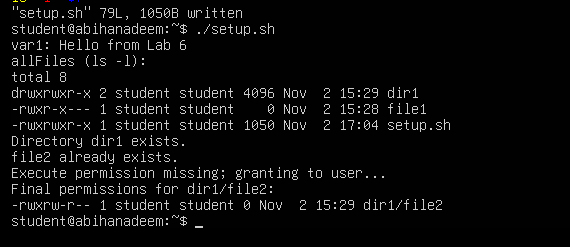 "setup.sh" 79L, 1050B written
student@abihanadeem:~$ ./setup.sh
var1: Hello from Lab 6
allFiles (ls -l):
total 8
drwxrwxr-x 2 student student 4096 Nov  2 15:29 dir1
-rwxr-x--- 1 student student    0 Nov  2 15:28 file1
-rwxrwxr-x 1 student student 1050 Nov  2 17:04 setup.sh
Directory dir1 exists.
file2 already exists.
Execute permission missing; granting to user...
Final permissions for dir1/file2:
-rwxrw-r-- 1 student student 0 Nov  2 15:29 dir1/file2
student@abihanadeem:~$ _